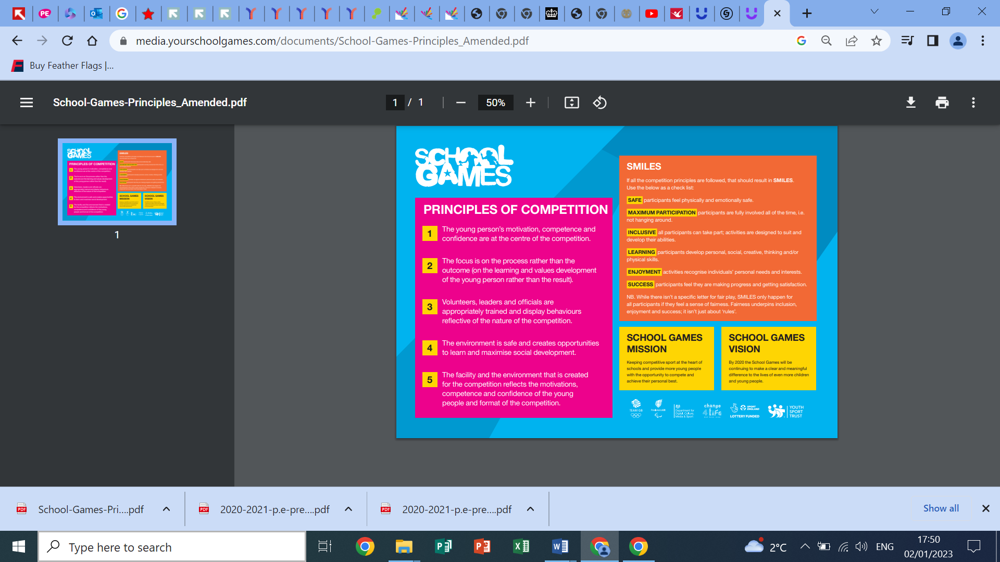 PE
media.yourschoolgames.com/documents/School-Games-Principles_Amended.pdf
Buy Feather Flags |...
School-Games-Principles_Amended.pdf
1 / 1
50%
1
SCHOOL
GAMES
PRINCIPLES OF COMPETITION
1 The young person's motivation, competence and
confidence are at the centre of the competition.
2 The focus is on the process rather than the
outcome (on the learning and values development
of the young person rather than the result).
3 Volunteers, leaders and officials are
appropriately trained and display behaviours
reflective of the nature of the competition.
4 The environment is safe and creates opportunities
to learn and maximise social development.
5 The facility and the environment that is created
for the competition reflects the motivations,
competence and confidence of the young
people and format of the competition.
SMILES
If all the competition principles are followed, that should result in SMILES.
Use the below as a check list:
SAFE participants feel physically and emotionally safe.
MAXIMUM PARTICIPATION participants are fully involved all of the time, i.e.
not hanging around.
INCLUSIVE all participants can take part; activities are designed to suit and
develop their abilities.
LEARNING participants develop personal, social, creative, thinking and/or
physical skills.
ENJOYMENT activities recognise individuals' personal needs and interests.
SUCCESS participants feel they are making progress and getting satisfaction.
NB. While there isn't a specific letter for fair play, SMILES only happen for
all participants if they feel a sense of fairness. Fairness underpins inclusion,
enjoyment and success; it isn't just about 'rules'.
SCHOOL GAMES
MISSION
Keeping competitive sport at the heart of
schools and provide more young people
with the opportunity to compete and
achieve their personal best.
SCHOOL GAMES
VISION
By 2020 the School Games will be
continuing to make a clear and meaningful
difference to the lives of even more children
and young people.
TEAM GB
ParalympicsGB
Department for
Digital, Culture,
Media & Sport
change
4 life
SPORT
ENGLAND
LOTTERY FUNDED
YOUTH
SPORT
TRUST
School-Games-Pri....pdf
2020-2021-p.e-pre....pdf
2020-2021-p.e-pre....pdf
Show all
Type here to search
2°C
ENG
17:50
02/01/2023